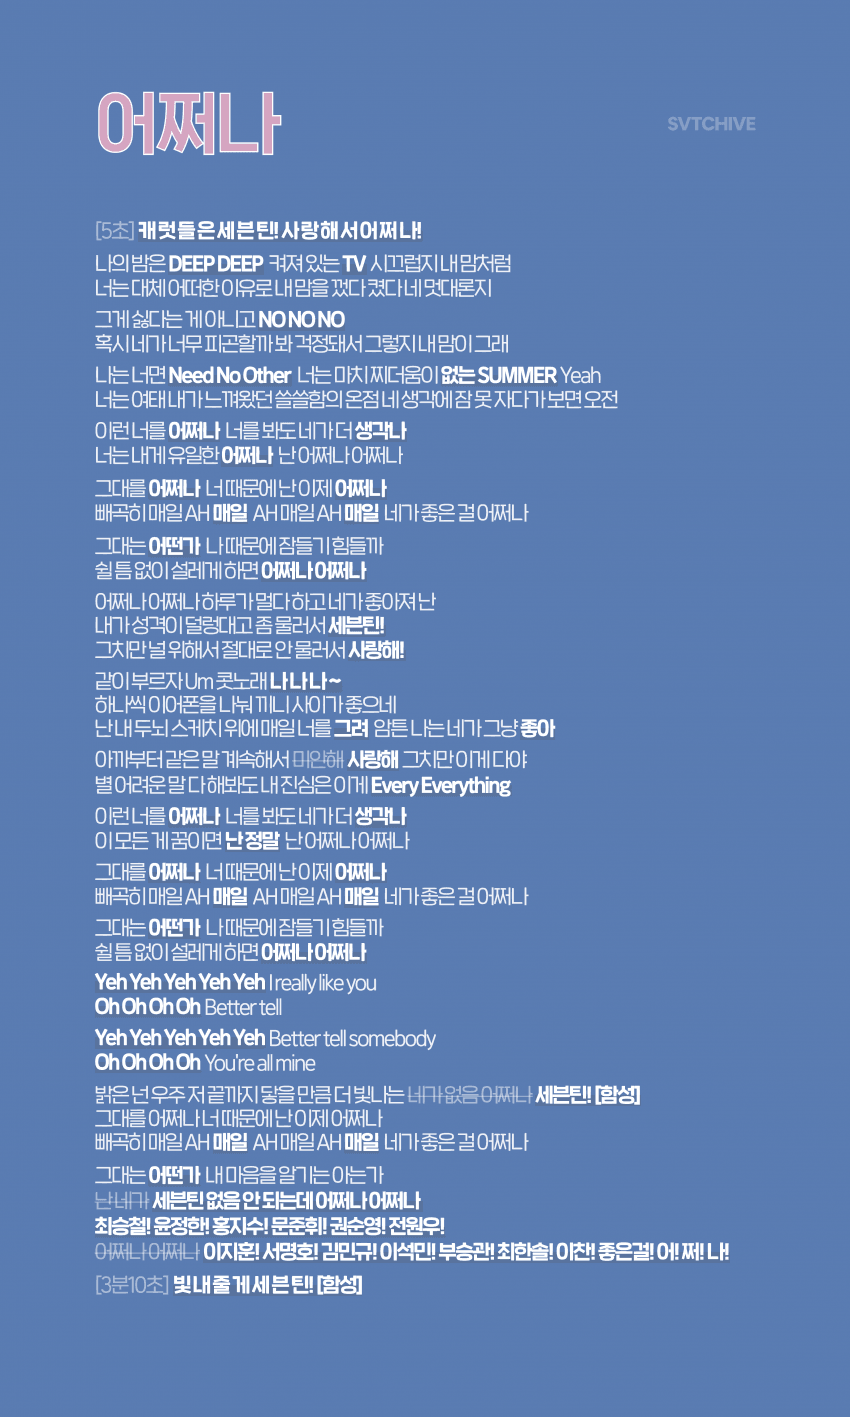 어쩌나
SVTCHIVE
[5초] 캐럿들은 세븐틴! 사랑해서 어쩌나!
나의 밤은 DEEP DEEP 켜져 있는 TV 시끄럽지 내 맘처럼
너는 대체 어떠한 이유로 내 맘을 껐다 켰다 네 멋대론지
그게 싫다는 게 아니고 NO NO NO
혹시 네가 너무 피곤할까 봐 걱정돼서 그렇지 내 맘이 그래
나는 너면 Need No Other 너는 마치 찌더움이 없는 SUMMER Yeah
너는 여태 내가 느껴왔던 쓸쓸함의 온점 네 생각에 잠 못 자다가 보면 오전
이런 너를 어쩌나 너를 봐도 네가 더 생각나
너는 내게 유일한 어쩌나 난 어쩌나 어쩌나
그대를 어쩌나 너 때문에 난 이제 어쩌나
빼곡히 매일 AH 매일 AH 매일 AH 매일 네가 좋은 걸 어쩌나
그대는 어떤가 나 때문에 잠들기 힘들까
쉴 틈 없이 설레게 하면 어쩌나 어쩌나
어쩌나 어쩌나 하루가 멀다 하고 네가 좋아져 난
내가 성격이 덜렁대고 좀 물러서 세븐틴!
그치만 널 위해서 절대로 안 물러서 사랑해!
같이 부르자 Um 콧노래 나 나 나 ~
하나씩 이어폰을 나눠 끼니 사이가 좋으네
난 내 두뇌 스케치 위에 매일 너를 그려 암튼 나는 네가 그냥 좋아
아까부터 같은 말 계속해서 미안해 사랑해 그치만 이게 다야
별 어려운 말 다 해봐도 내 진심은 이게 Every Everything
이런 너를 어쩌나 너를 봐도 네가 더 생각나
이 모든 게 꿈이면 난 정말 난 어쩌나 어쩌나
그대를 어쩌나 너 때문에 난 이제 어쩌나
빼곡히 매일 AH 매일 AH 매일 AH 매일 네가 좋은 걸 어쩌나
그대는 어떤가 나 때문에 잠들기 힘들까
쉴 틈 없이 설레게 하면 어쩌나 어쩌나
Yeh Yeh Yeh Yeh Yeh I really like you
Oh Oh Oh Oh Better tell
Yeh Yeh Yeh Yeh Yeh Better tell somebody
Oh Oh Oh Oh You're all mine
밝은 넌 우주 저 끝까지 닿을 만큼 더 빛나는 네가 없음 어쩌나 세븐틴! [함성]
그대를 어쩌나 너 때문에 난 이제 어쩌나
빼곡히 매일 AH 매일 AH 매일 AH 매일 네가 좋은 걸 어쩌나
그대는 어떤가 내 마음을 알기는 아는가
난 네가 세븐틴 없음 안 되는데 어쩌나 어쩌나
최승철! 윤정한! 홍지수! 문준휘! 권순영! 전원우!
어쩌나 어쩌나 이지훈! 서명호! 김민규! 이석민! 부승관! 최한솔! 이찬! 좋은걸! 어! 쩌! 나!
[3분10초] 빛내줄게 세븐틴! [함성]